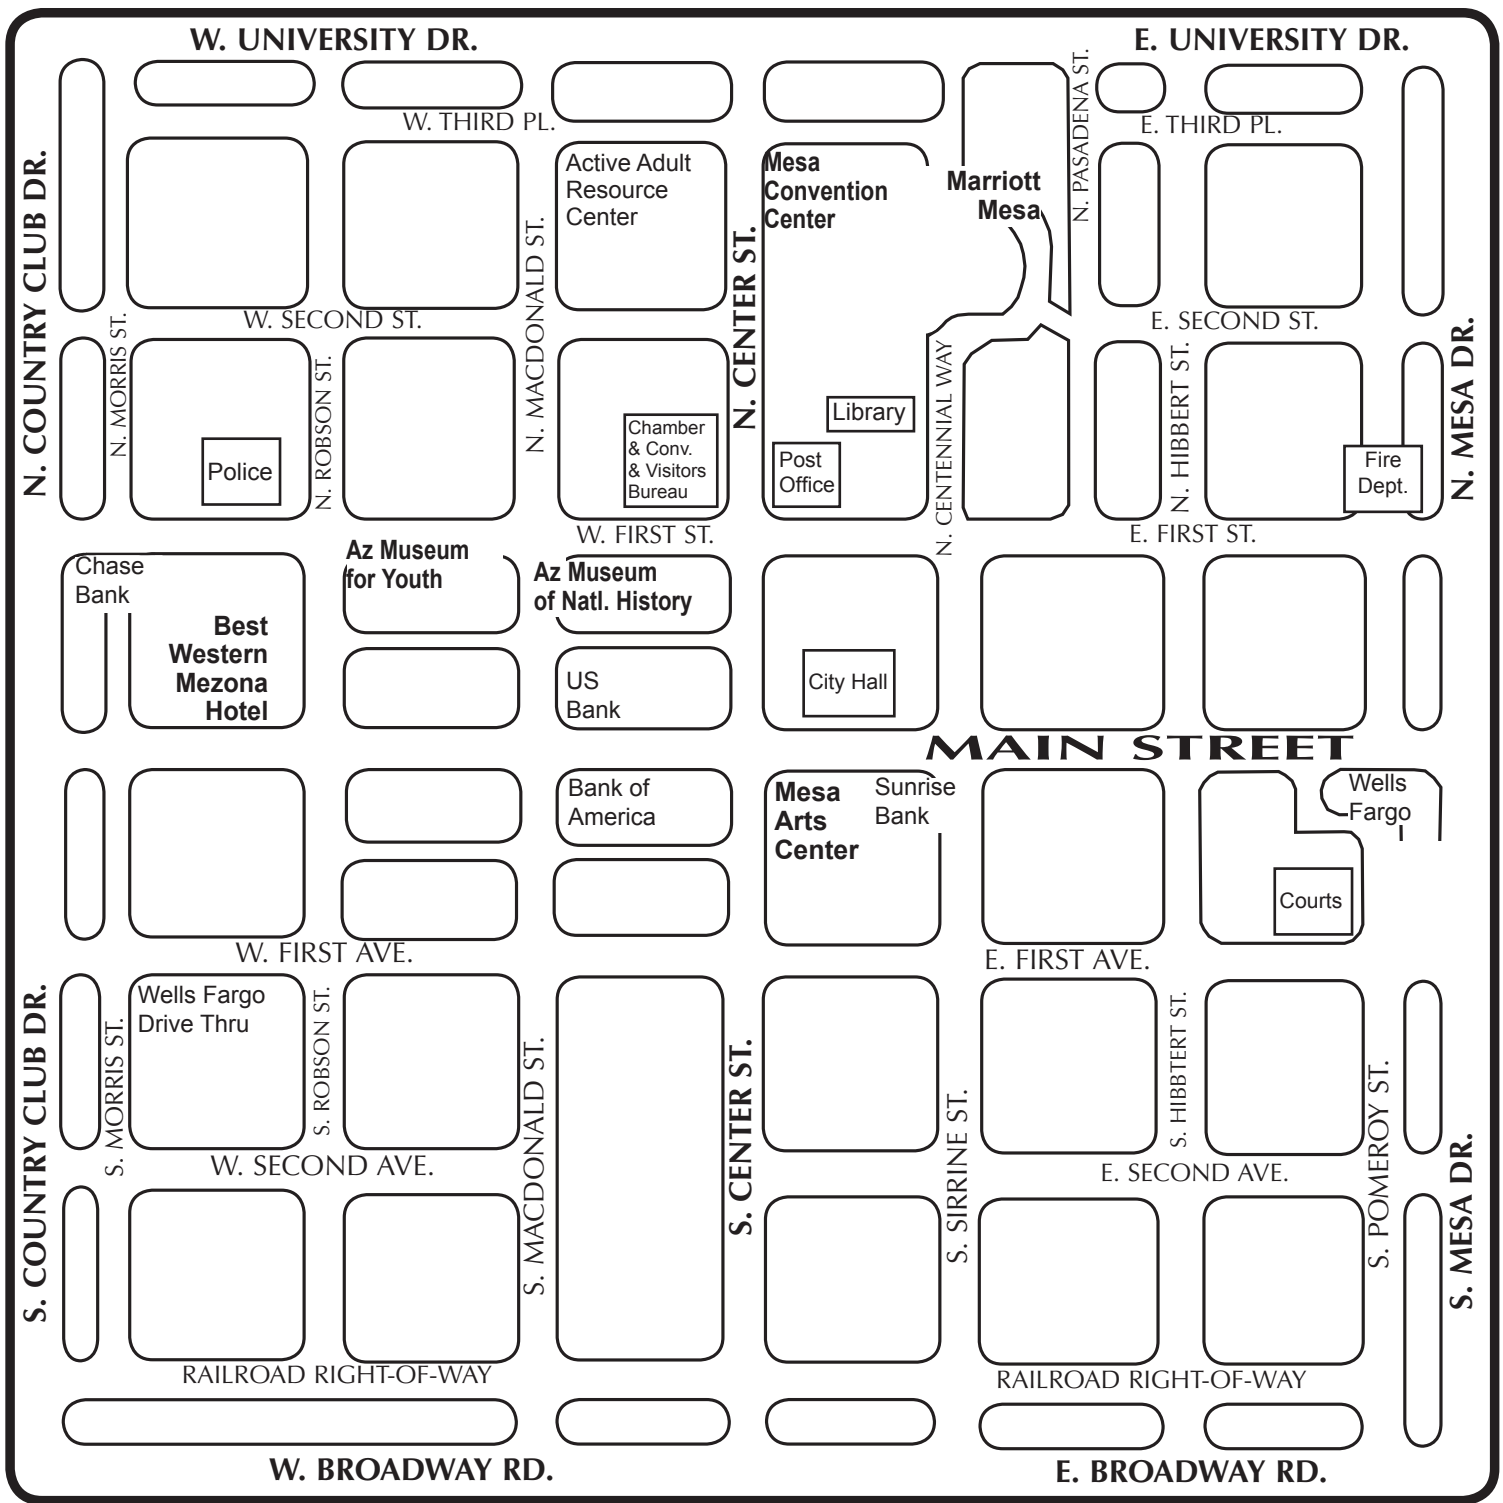 W. UNIVERSITY DR.
E. UNIVERSITY DR.
W. THIRD PL.
E. THIRD PL.
N. PASADENA ST.
N. COUNTRY CLUB DR.
Active Adult
Resource
Center
Mesa
Convention
Center
Marriott
Mesa
N. MACDONALD ST.
N. CENTER ST.
W. SECOND ST.
E. SECOND ST.
N. MORRIS ST.
N. ROBSON ST.
N. CENTENNIAL WAY
N. HIBBERT ST.
N. MESA DR.
Police
Chamber
& Conv.
& Visitors
Bureau
Library
Post
Office
Fire
Dept.
W. FIRST ST.
E. FIRST ST.
Chase
Bank
Az Museum
for Youth
Az Museum
of Natl. History
Best
Western
Mezona
Hotel
US
Bank
City Hall
MAIN STREET
Bank of
America
Mesa
Arts
Center
Sunrise
Bank
Wells
Fargo
Courts
W. FIRST AVE.
E. FIRST AVE.
Wells Fargo
Drive Thru
S. COUNTRY CLUB DR.
S. MORRIS ST.
S. ROBSON ST.
S. MACDONALD ST.
S. CENTER ST.
S. SIRRINE ST.
S. HIBBTERT ST.
S. POMEROY ST.
S. MESA DR.
W. SECOND AVE.
E. SECOND AVE.
RAILROAD RIGHT-OF-WAY
RAILROAD RIGHT-OF-WAY
W. BROADWAY RD.
E. BROADWAY RD.